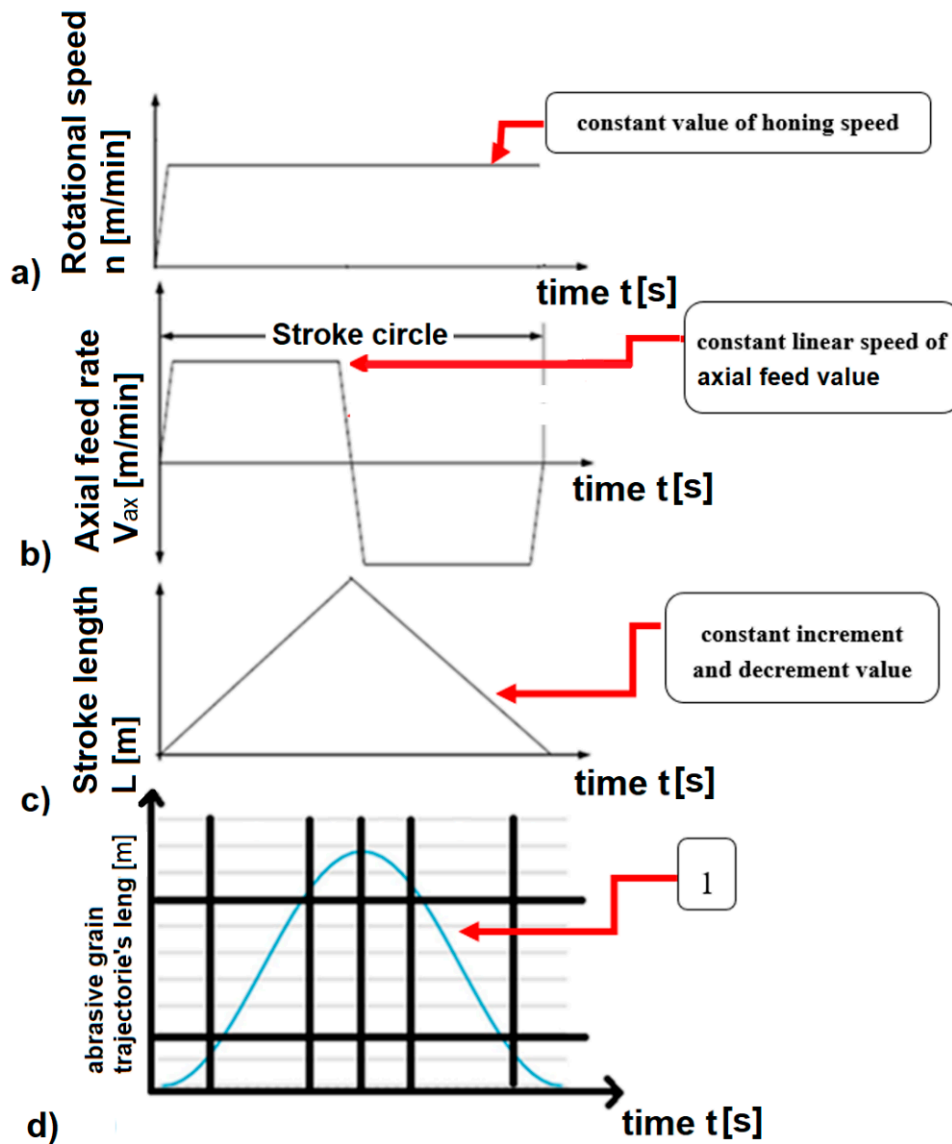 Rotational speed
n [m/min]
constant value of honing speed
a)
time t[s]
Stroke circle
Axial feed rate
Vax [m/min]
constant linear speed of
axial feed value
time t[s]
b)
Stroke length
L [m]
constant increment
and decrement value
time t[s]
c)
abrasive grain
trajectorie's leng [m]
1
time t[s]
d)